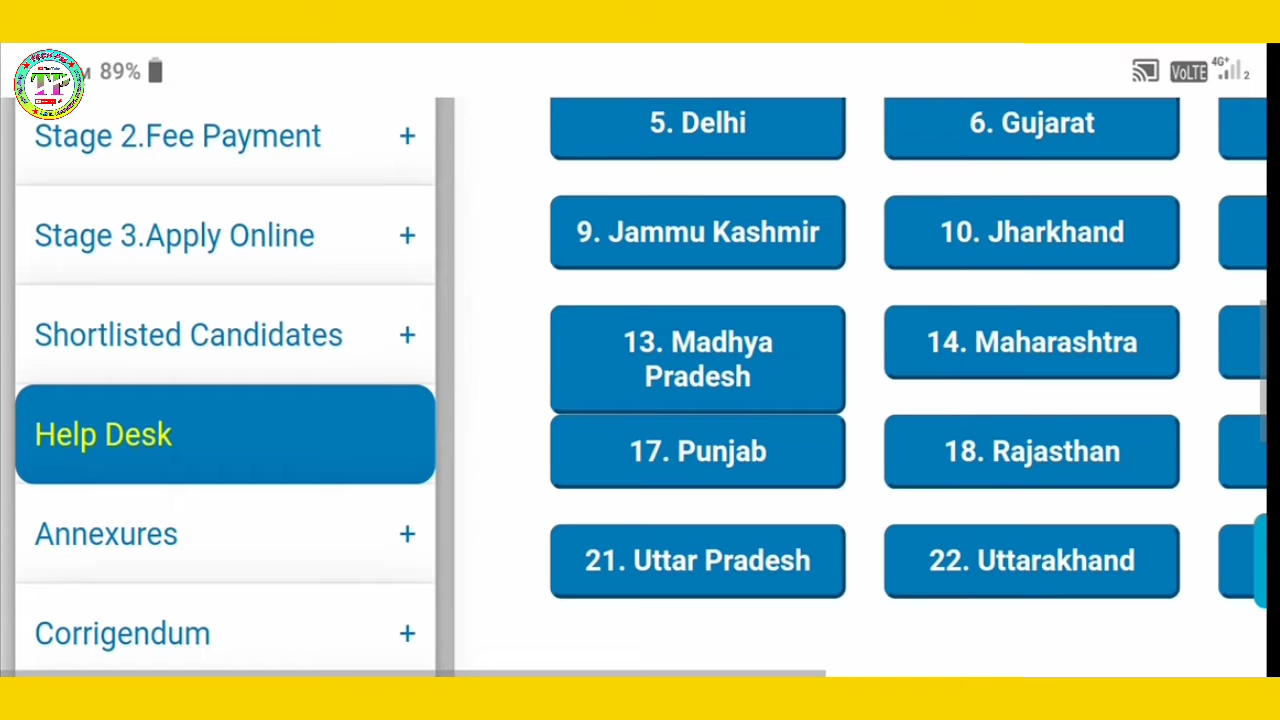 89%
VoLTE
4G+
2
TP
Stage 2.Fee Payment +
Stage 3.Apply Online +
Shortlisted Candidates +
Help Desk
Annexures +
Corrigendum +
5. Delhi
6. Gujarat
9. Jammu Kashmir
10. Jharkhand
13. Madhya
Pradesh
14. Maharashtra
17. Punjab
18. Rajasthan
21. Uttar Pradesh
22. Uttarakhand